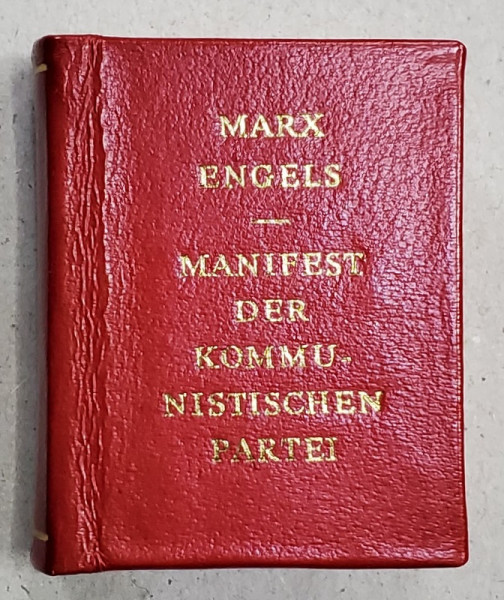 MARX
ENGELS
—
MANIFEST
DER
KOMMU-
NISTISCHEN
PARTEI